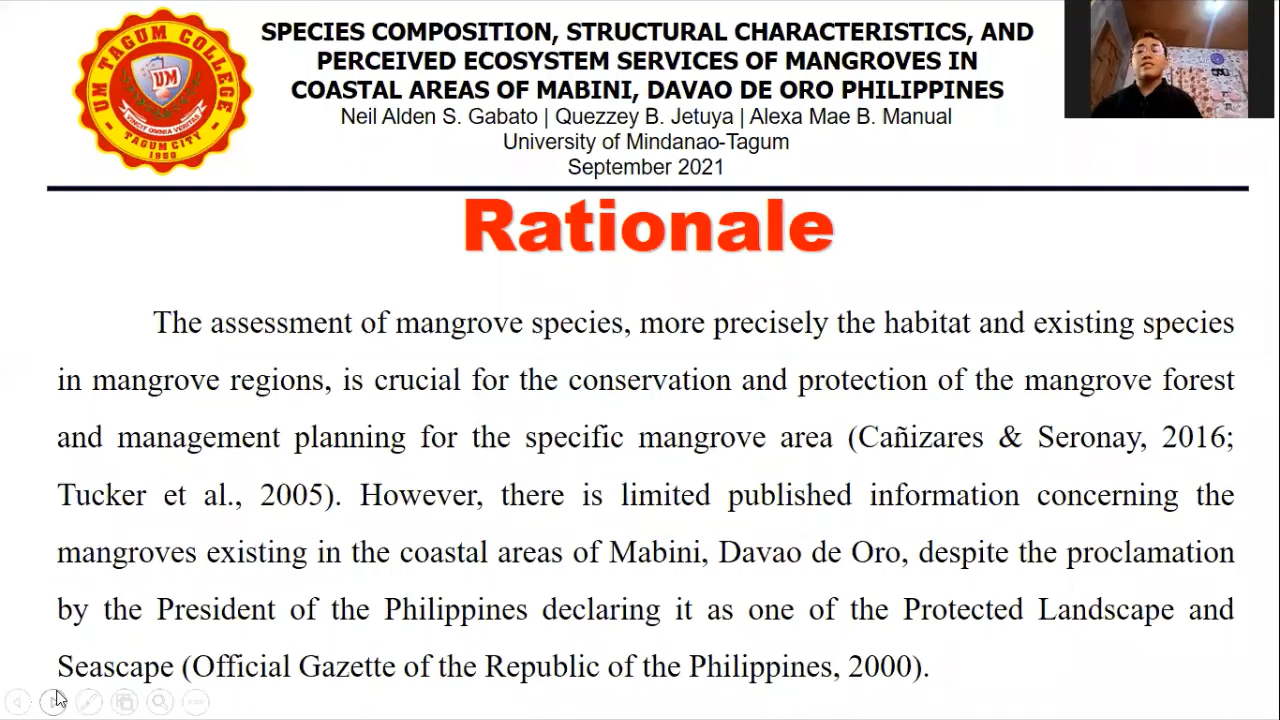 SPECIES COMPOSITION, STRUCTURAL CHARACTERISTICS, AND
PERCEIVED ECOSYSTEM SERVICES OF MANGROVES IN
COASTAL AREAS OF MABINI, DAVAO DE ORO PHILIPPINES
Neil Alden S. Gabato | Quezzey B. Jetuya | Alexa Mae B. Manual
University of Mindanao-Tagum
September 2021
UM TAGUM COLLEGE
UM
VINCIT OMNIA VERITAS
TAGUM CITY
1950
Rationale
The assessment of mangrove species, more precisely the habitat and existing species
in mangrove regions, is crucial for the conservation and protection of the mangrove forest
and management planning for the specific mangrove area (Cañizares & Seronay, 2016;
Tucker et al., 2005). However, there is limited published information concerning the
mangroves existing in the coastal areas of Mabini, Davao de Oro, despite the proclamation
by the President of the Philippines declaring it as one of the Protected Landscape and
Seascape (Official Gazette of the Republic of the Philippines, 2000).